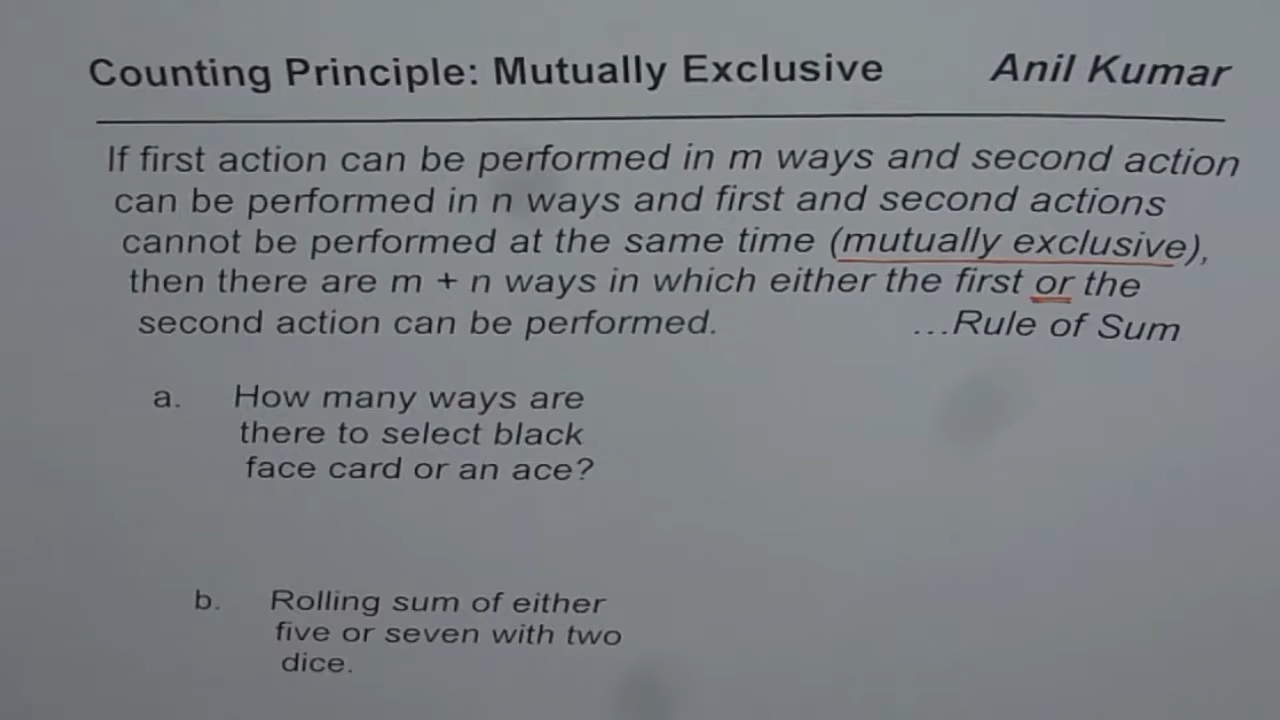 Counting Principle: Mutually Exclusive Anil Kumar
If first action can be performed in m ways and second action
can be performed in n ways and first and second actions
cannot be performed at the same time (mutually exclusive),
then there are m + n ways in which either the first or the
second action can be performed. ...Rule of Sum
a. How many ways are
there to select black
face card or an ace?
b. Rolling sum of either
five or seven with two
dice.